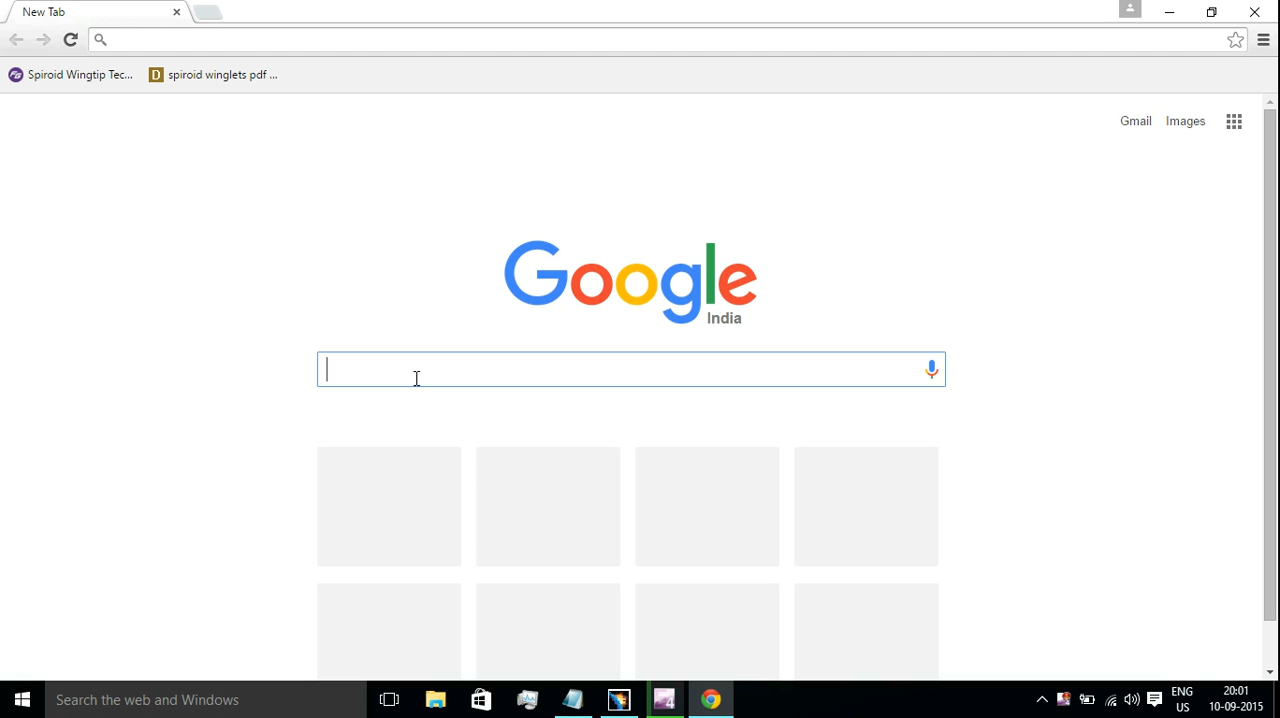 New Tab
Spiroid Wingtip Tec...
D spiroid winglets pdf ...
Gmail Images
Google
India
Search the web and Windows
4
ENG
US
20:01
10-09-2015